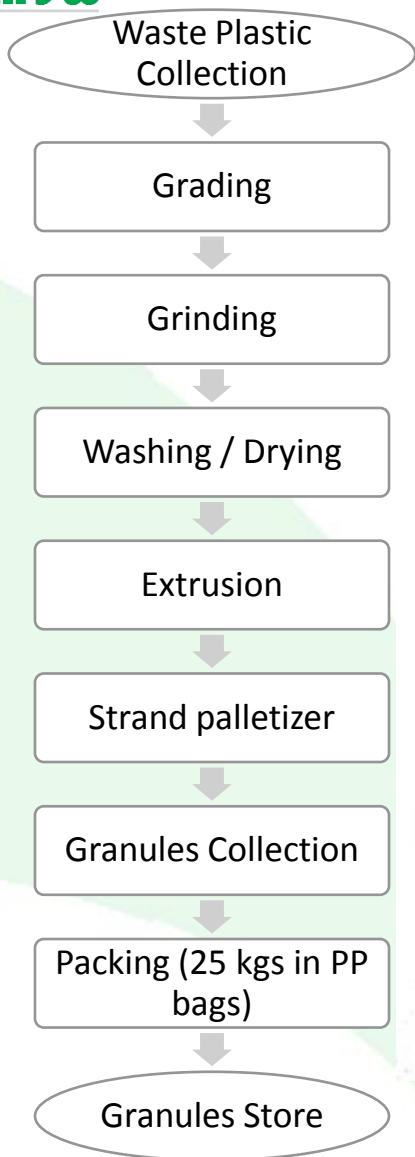 Waste Plastic
Collection
Grading
Grinding
Washing / Drying
Extrusion
Strand palletizer
Granules Collection
Packing (25 kgs in PP
bags)
Granules Store